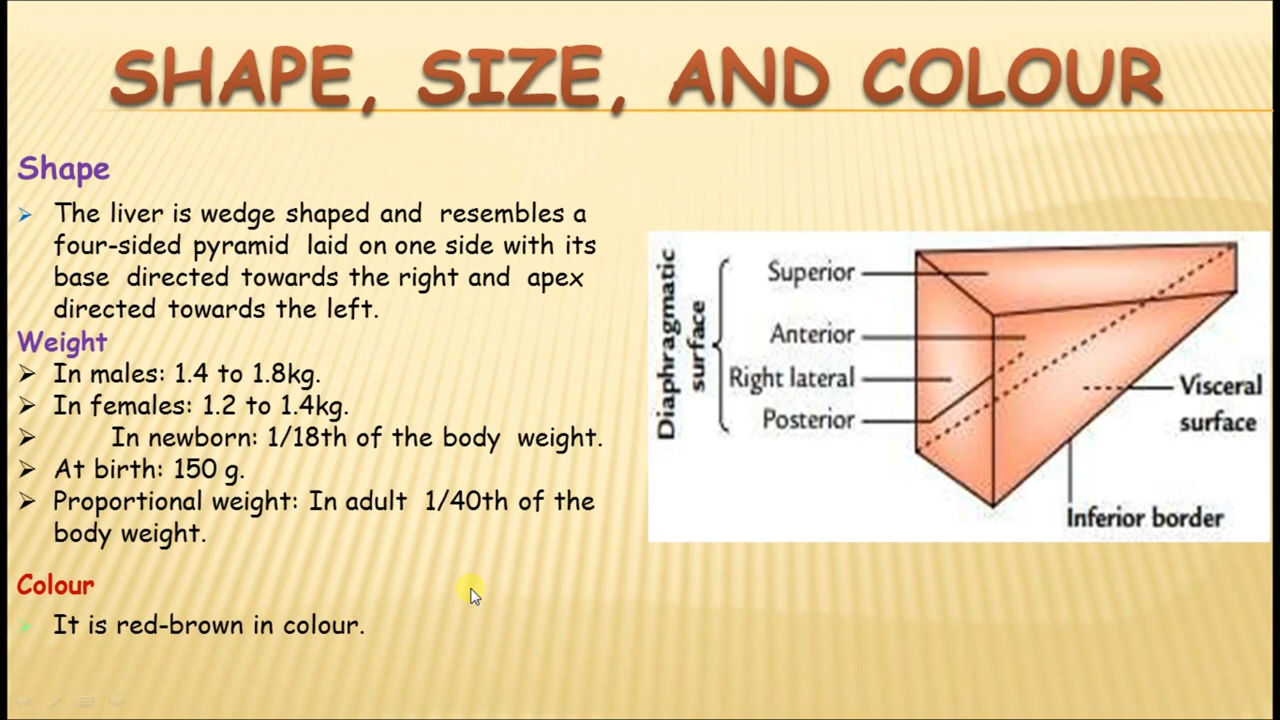 SHAPE, SIZE, AND COLOUR
Shape
The liver is wedge shaped and resembles a
four-sided pyramid laid on one side with its
base directed towards the right and apex
directed towards the left.
Weight
In males: 1.4 to 1.8kg.
In females: 1.2 to 1.4kg.
In newborn: 1/18th of the body weight.
At birth: 150 g.
Proportional weight: In adult 1/40th of the
body weight.
Colour
It is red-brown in colour.
Diaphragmatic
surface
Superior
Anterior
Right lateral
Posterior
Visceral
surface
Inferior border